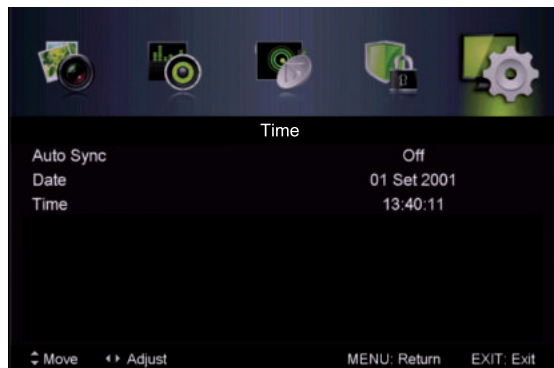 Time
Auto Sync Off
Date 01 Set 2001
Time 13:40:11
Move Adjust MENU: Return EXIT: Exit